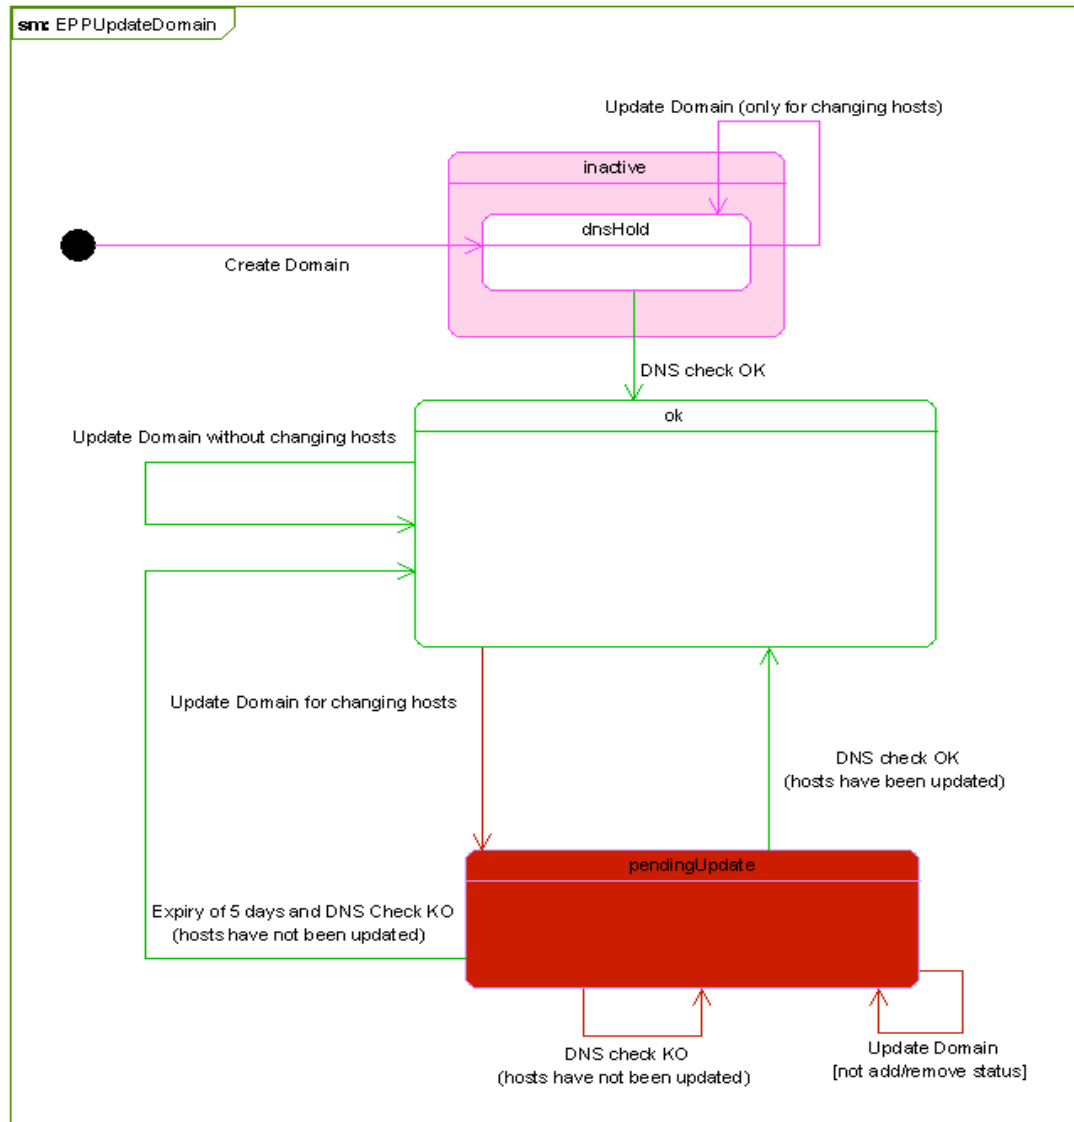 sm: EPPUpdateDomain
Update Domain (only for changing hosts)
inactive
dnsHold
Create Domain
DNS check OK
ok
Update Domain without changing hosts
Update Domain for changing hosts
DNS check OK
(hosts have been updated)
pendingUpdate
Expiry of 5 days and DNS Check KO
(hosts have not been updated)
DNS check KO
(hosts have not been updated)
Update Domain
[not add/remove status]